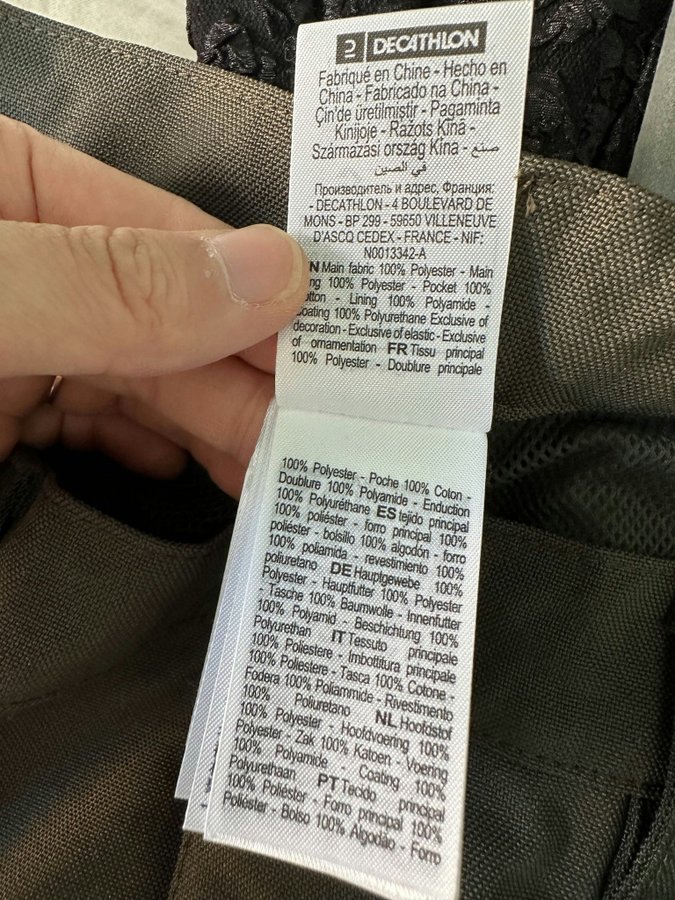 DECATHLON
Fabriqué en Chine - Hecho en
China - Fabricado na China -
Çin'de üretilmiştir - Pagaminta
Kinijoje - Ražots Ķīnā -
Származási ország Kína - صنع
في الصين
Производитель и адрес, Франция:
- DECATHLON - 4 BOULEVARD DE
MONS - BP 299 - 59650 VILLENEUVE
D'ASCQ CEDEX - FRANCE - NIF:
N0013342-A
N Main fabric 100% Polyester - Main
ng 100% Polyester - Pocket 100%
otton - Lining 100% Polyamide -
oating 100% Polyurethane Exclusive of
decoration - Exclusive of elastic - Exclusive
of ornamentation FR Tissu principal
100% Polyester - Doublure principale
100% Polyester - Poche 100% Coton -
Doublure 100% Polyamide - Enduction
100% Polyuréthane ES tejido principal
100% poliéster - forro principal 100%
poliéster - bolsillo 100% algodón - forro
100% poliamida - revestimiento 100%
poliuretano DE Hauptgewebe 100%
Polyester - Hauptfutter 100% Polyester
- Tasche 100% Baumwolle - Innenfutter
100% Polyamid - Beschichtung 100%
Polyurethan IT Tessuto principale
100% Poliestere - Imbottitura principale
100% Poliestere - Tasca 100% Cotone -
Fodera 100% Poliammide - Rivestimento
100% Poliuretano NL Hoofdstof
100% Polyester - Hoofdvoering 100%
Polyester - Zak 100% Katoen - Voering
100% Polyamide - Coating 100%
Polyurethaan PT Tecido principal
100% Poliéster - Forro principal 100%
Poliéster - Bolso 100% Algodão - Forro